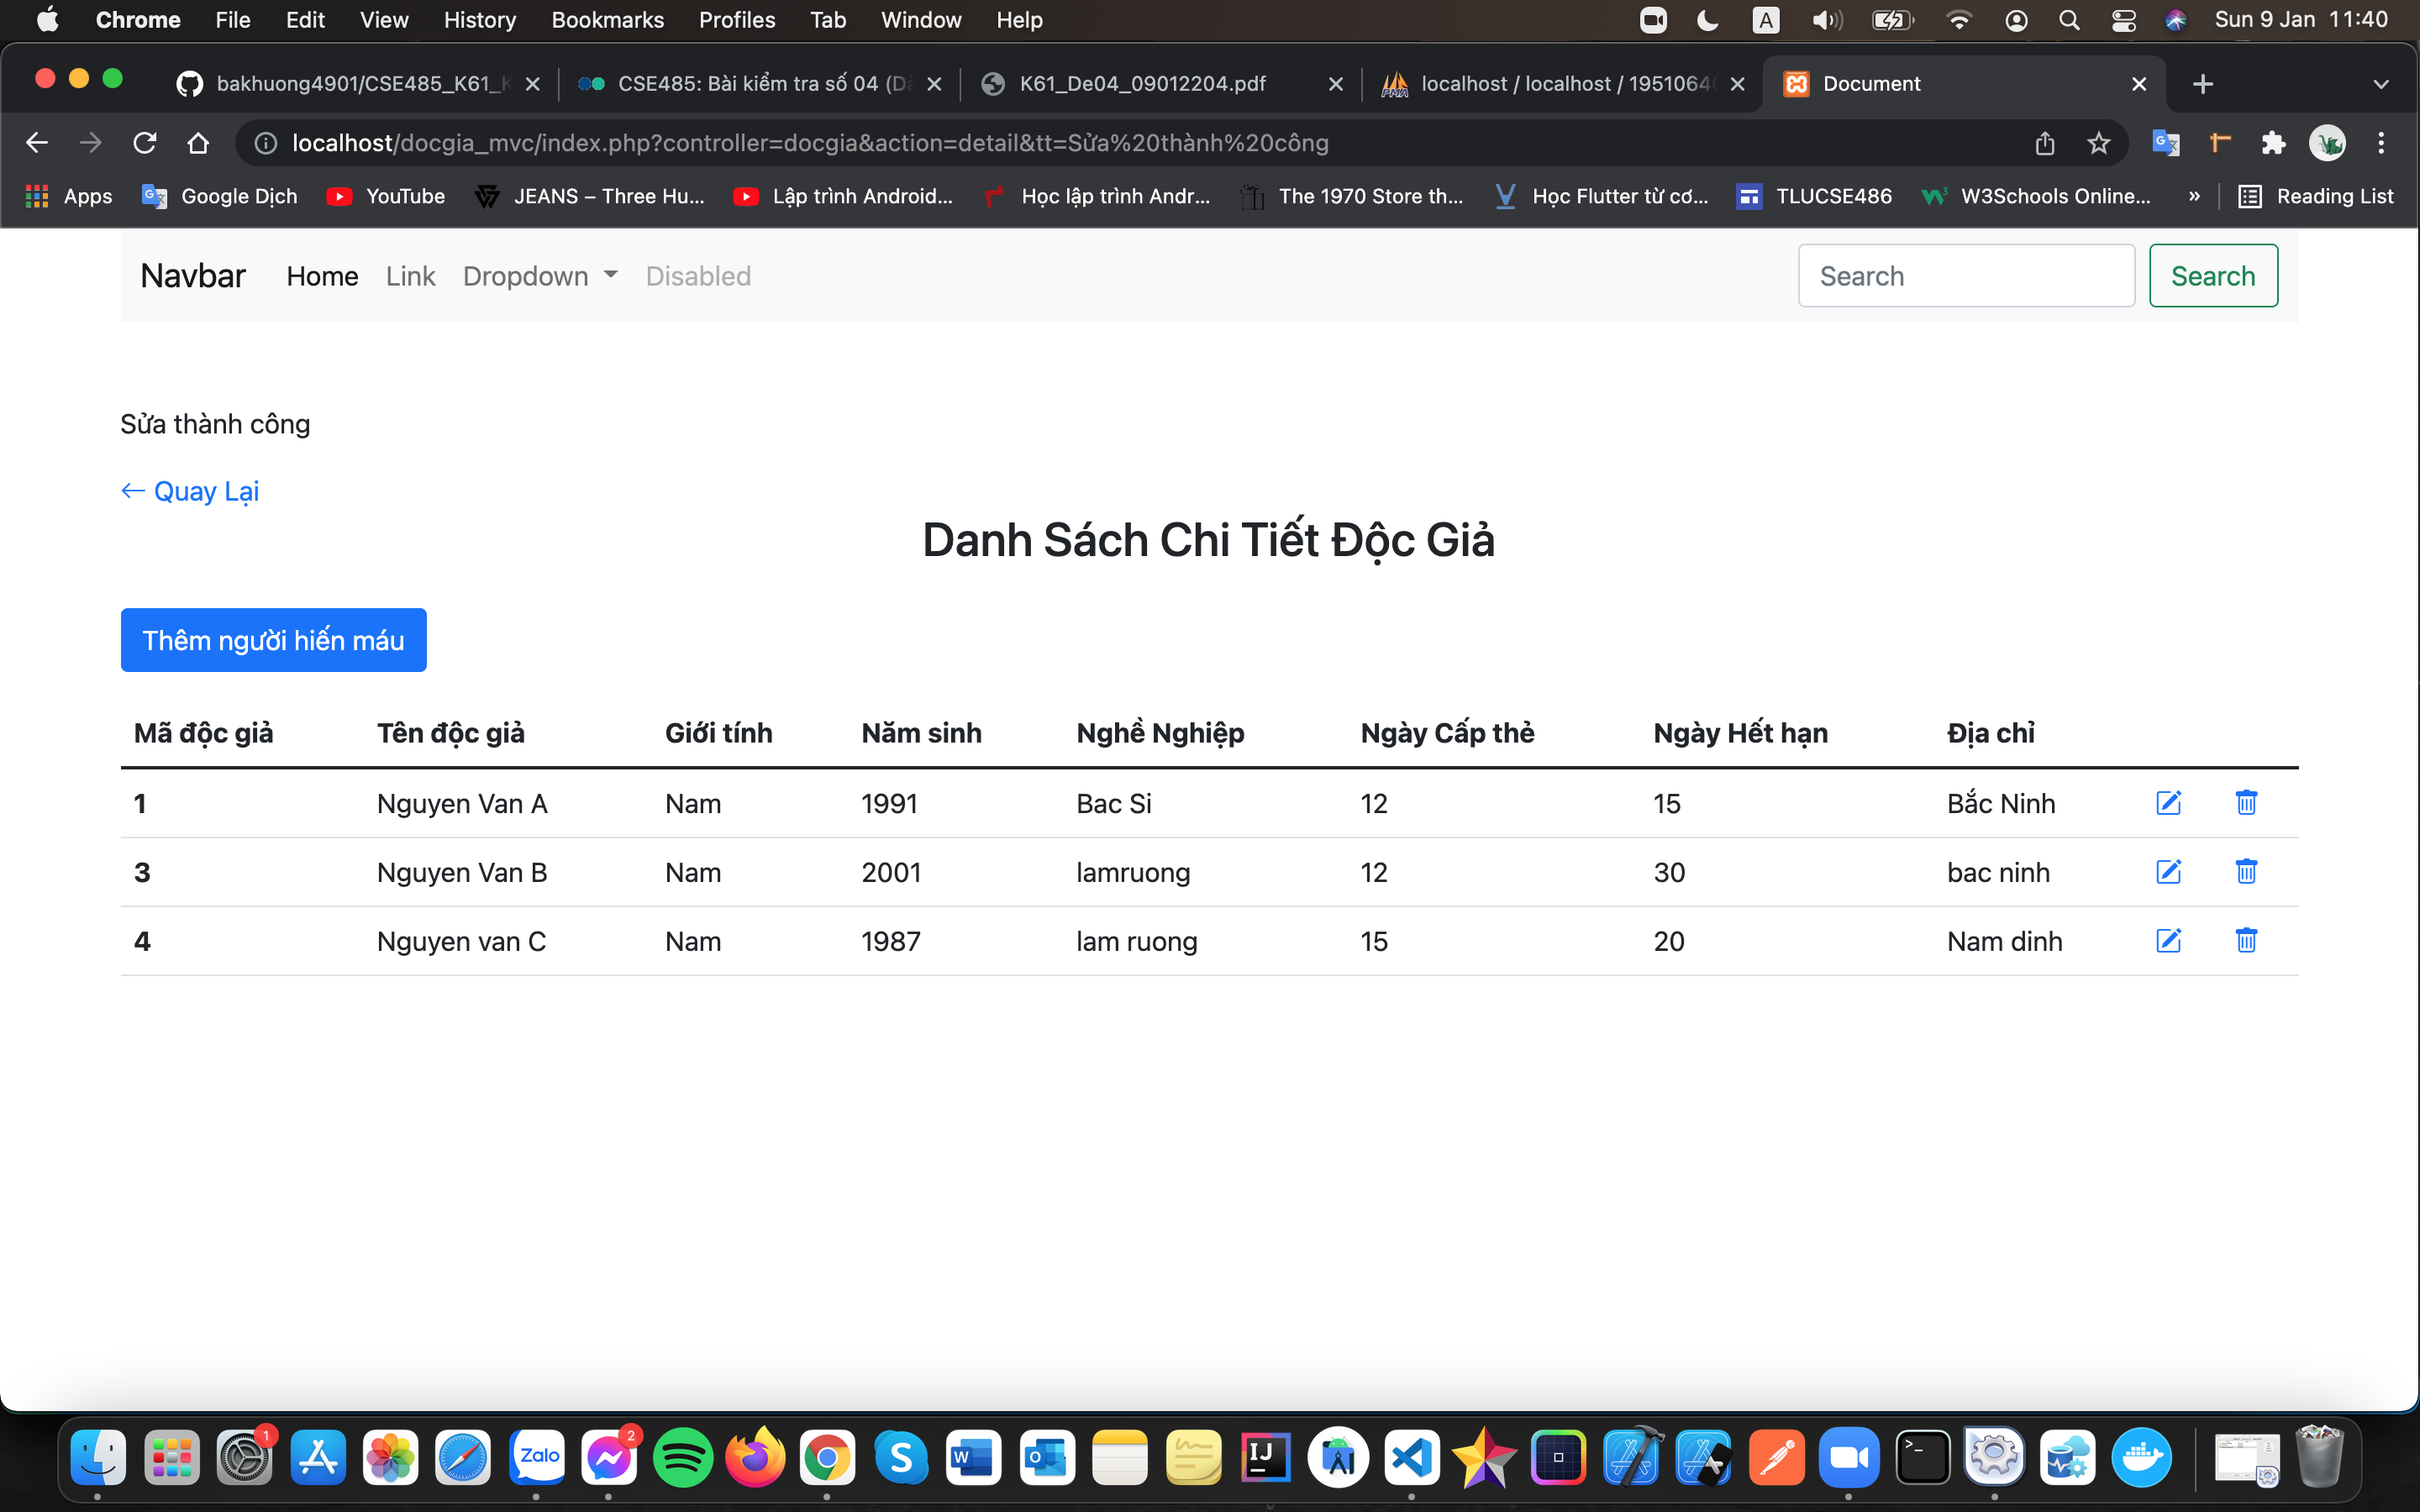 Chrome File Edit View History Bookmarks Profiles Tab Window Help A Sun 9 Jan 11:40
bakhuong4901/CSE485_K61_ CSE485: Bài kiểm tra số 04 (Dà K61_De04_09012204.pdf localhost / localhost / 1951064 Document
localhost/docgia_mvc/index.php?controller=docgia&action=detail&tt=Sửa%20thành%20công
Apps Google Dịch YouTube JEANS – Three Hu... Lập trình Android... Học lập trình Andr... The 1970 Store th... Học Flutter từ cơ... TLUCSE486 W3Schools Online... » Reading List
Navbar Home Link Dropdown Disabled Search Search
Sửa thành công
← Quay Lại
Danh Sách Chi Tiết Độc Giả
Thêm người hiến máu
Mã độc giả Tên độc giả Giới tính Năm sinh Nghề Nghiệp Ngày Cấp thẻ Ngày Hết hạn Địa chỉ
1 Nguyen Van A Nam 1991 Bac Si 12 15 Bắc Ninh
3 Nguyen Van B Nam 2001 lamruong 12 30 bac ninh
4 Nguyen van C Nam 1987 lam ruong 15 20 Nam dinh
1 Zalo 2 S W O IJ >_